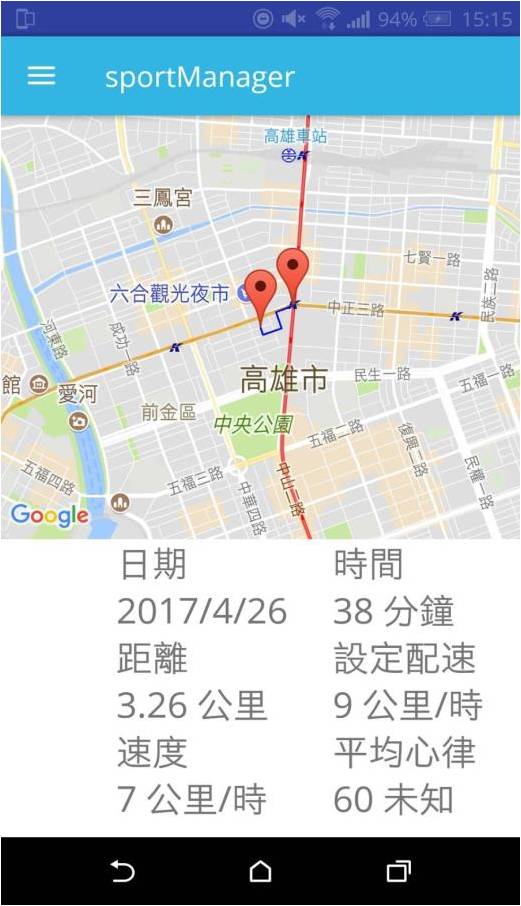 94% 15:15
sportManager
高雄車站
三鳳宮
七賢一路
民族二路
六合觀光夜市
中正三路
河東路
成功一路
高雄市
民生一路
五福一路
館
愛河
前金區
中央公園
五福二路
復興二路
民權一路
五福四路
五福三路
中華四路
中山二路
Google
日期 時間
2017/4/26 38 分鐘
距離 設定配速
3.26 公里 9 公里/時
速度 平均心律
7 公里/時 60 未知